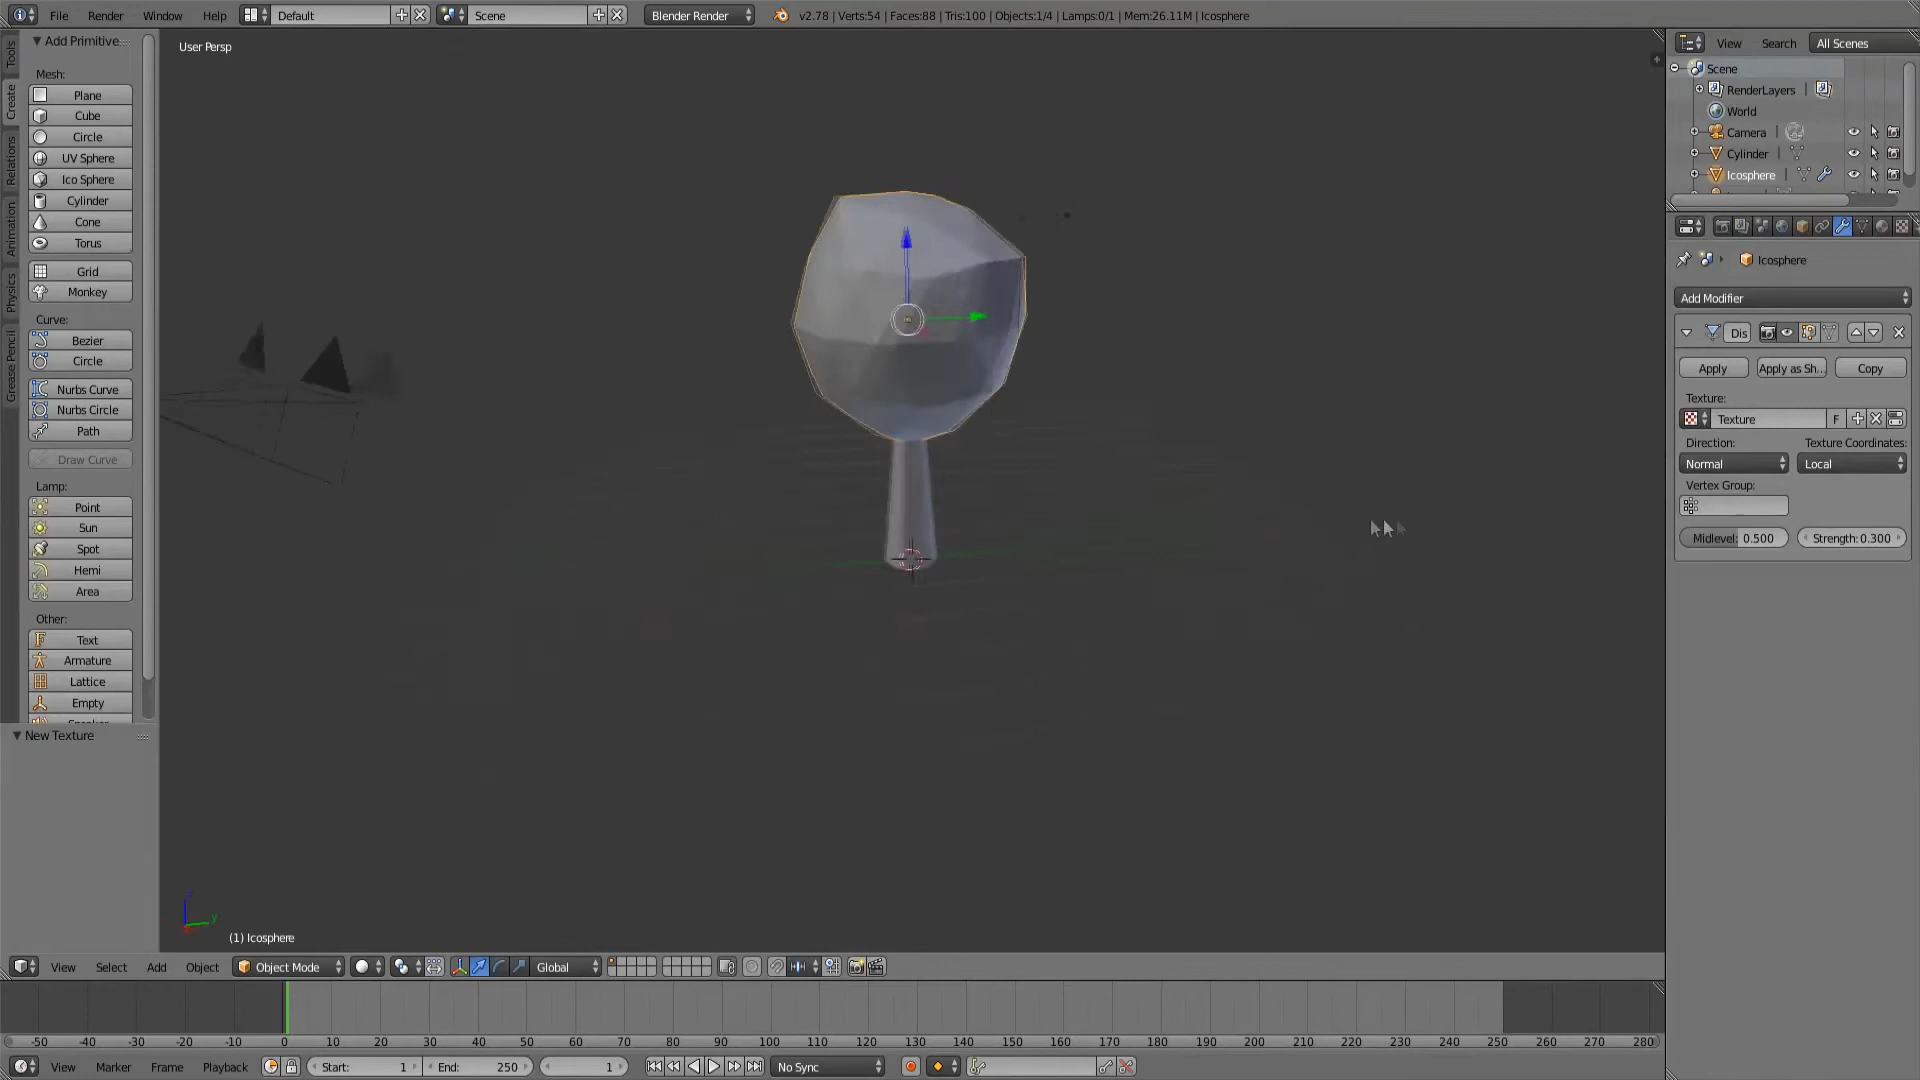 File Render Window Help Default Scene Blender Render v2.78 | Verts:54 | Faces:88 | Tris:100 | Objects:1/4 | Lamps:0/1 | Mem:26.11M | Icosphere
Tools
Create
Relations
Animation
Physics
Grease Pencil
Add Primitive
Mesh:
Plane
Cube
Circle
UV Sphere
Ico Sphere
Cylinder
Cone
Torus
Grid
Monkey
Curve:
Bezier
Circle
Nurbs Curve
Nurbs Circle
Path
Draw Curve
Lamp:
Point
Sun
Spot
Hemi
Area
Other:
Text
Armature
Lattice
Empty
New Texture
User Persp
z
y
(1) Icosphere
View Search All Scenes
Scene
RenderLayers
World
Camera
Cylinder
Icosphere
Icosphere
Add Modifier
Dis
Apply Apply as Sh.. Copy
Texture:
Texture F
Direction: Texture Coordinates:
Normal Local
Vertex Group:
Midlevel: 0.500 Strength: 0.300
View Select Add Object Object Mode Global
-50 -40 -30 -20 -10 0 10 20 30 40 50 60 70 80 90 100 110 120 130 140 150 160 170 180 190 200 210 220 230 240 250 260 270 280
View Marker Frame Playback Start: 1 End: 250 1 No Sync